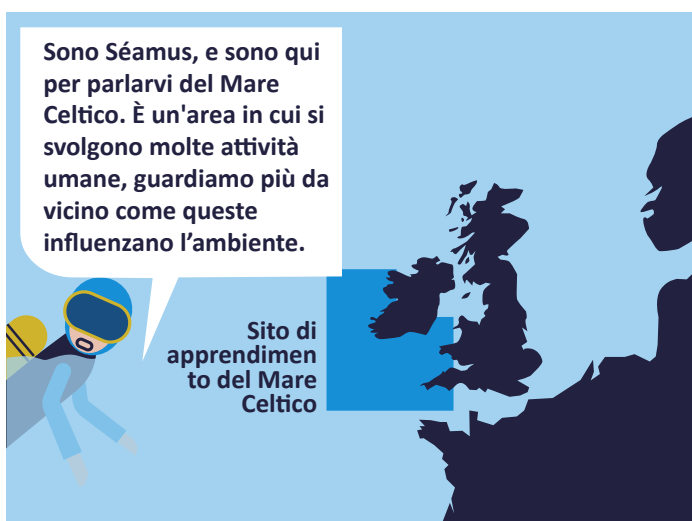 Sono Séamus, e sono qui
per parlarvi del Mare
Celtico. È un'area in cui si
svolgono molte attività
umane, guardiamo più da
vicino come queste
influenzano l’ambiente.
Sito di
apprendimen
to del Mare
Celtico